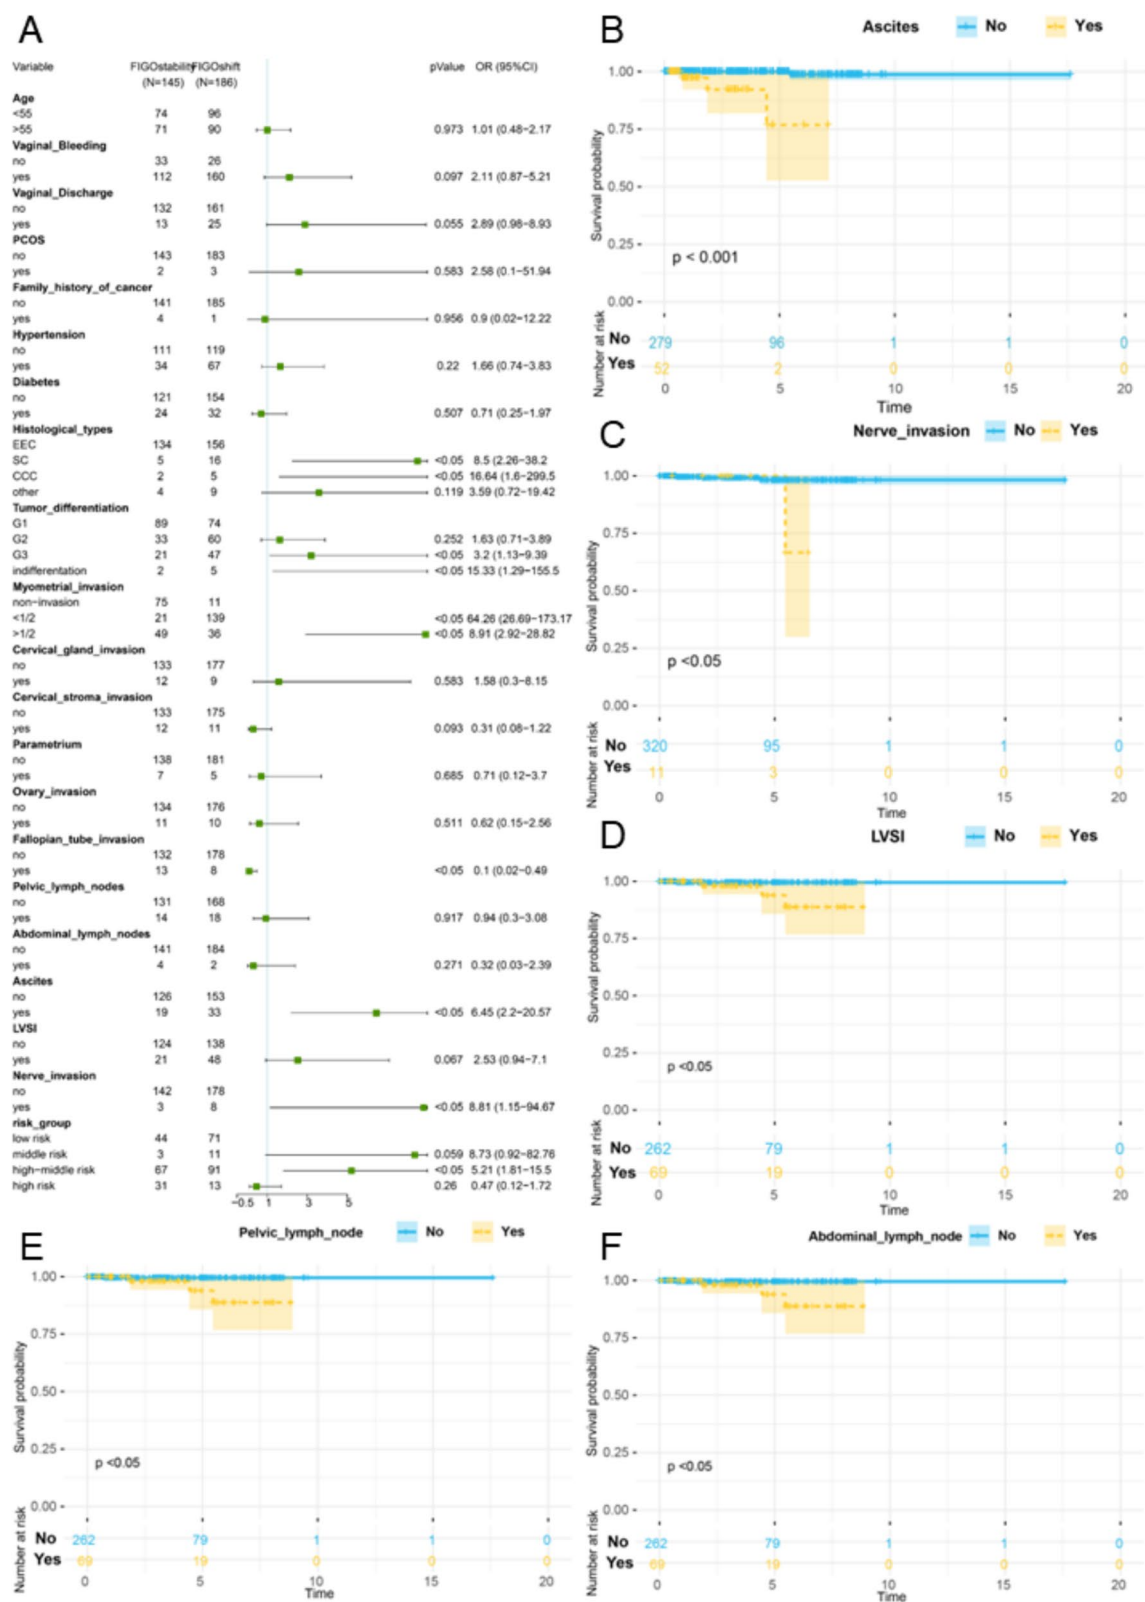 A
Variable FIGOstability FIGOshift pValue OR (95%CI)
(N=145) (N=186)
Age
<55 74 96
>55 71 90 0.973 1.01 (0.48−2.17
Vaginal_Bleeding
no 33 26
yes 112 160 0.097 2.11 (0.87−5.21
Vaginal_Discharge
no 132 161
yes 13 25 0.055 2.89 (0.98−8.93
PCOS
no 143 183
yes 2 3 0.583 2.58 (0.1−51.94
Family_history_of_cancer
no 141 185
yes 4 1 0.956 0.9 (0.02−12.22
Hypertension
no 111 119
yes 34 67 0.22 1.66 (0.74−3.83
Diabetes
no 121 154
yes 24 32 0.507 0.71 (0.25−1.97
Histological_types
EEC 134 156
SC 5 16 <0.05 8.5 (2.26−38.2
CCC 2 5 <0.05 16.64 (1.6−299.5
other 4 9 0.119 3.59 (0.72−19.42
Tumor_differentiation
G1 89 74
G2 33 60 0.252 1.63 (0.71−3.89
G3 21 47 <0.05 3.2 (1.13−9.39
indifferentation 2 5 <0.05 15.33 (1.29−155.5
Myometrial_invasion
non−invasion 75 11
<1/2 21 139 <0.05 64.26 (26.69−173.17
>1/2 49 36 <0.05 8.91 (2.92−28.82
Cervical_gland_invasion
no 133 177
yes 12 9 0.583 1.58 (0.3−8.15
Cervical_stroma_invasion
no 133 175
yes 12 11 0.093 0.31 (0.08−1.22
Parametrium
no 138 181
yes 7 5 0.685 0.71 (0.12−3.7
Ovary_invasion
no 134 176
yes 11 10 0.511 0.62 (0.15−2.56
Fallopian_tube_invasion
no 132 178
yes 13 8 <0.05 0.1 (0.02−0.49
Pelvic_lymph_nodes
no 131 168
yes 14 18 0.917 0.94 (0.3−3.08
Abdominal_lymph_nodes
no 141 184
yes 4 2 0.271 0.32 (0.03−2.39
Ascites
no 126 153
yes 19 33 <0.05 6.45 (2.2−20.57
LVSI
no 124 138
yes 21 48 0.067 2.53 (0.94−7.1
Nerve_invasion
no 142 178
yes 3 8 <0.05 8.81 (1.15−94.67
risk_group
low risk 44 71
middle risk 3 11 0.059 8.73 (0.92−82.76
high−middle risk 67 91 <0.05 5.21 (1.81−15.5
high risk 31 13 0.26 0.47 (0.12−1.72
−0.5 1 3 5
B
Ascites No Yes
Survival probability
1.00
0.75
0.50
0.25
0.00
p < 0.001
Number at risk
No 279 96 1 1 0
Yes 52 2 0 0 0
0 5 10 15 20
Time
C
Nerve_invasion No Yes
Survival probability
1.00
0.75
0.50
0.25
0.00
p <0.05
Number at risk
No 320 95 1 1 0
Yes 11 3 0 0 0
0 5 10 15 20
Time
D
LVSI No Yes
Survival probability
1.00
0.75
0.50
0.25
0.00
p <0.05
Number at risk
No 262 79 1 1 0
Yes 69 19 0 0 0
0 5 10 15 20
Time
E
Pelvic_lymph_node No Yes
Survival probability
1.00
0.75
0.50
0.25
0.00
p <0.05
Number at risk
No 262 79 1 1 0
Yes 69 19 0 0 0
0 5 10 15 20
Time
F
Abdominal_lymph_node No Yes
Survival probability
1.00
0.75
0.50
0.25
0.00
p <0.05
Number at risk
No 262 79 1 1 0
Yes 69 19 0 0 0
0 5 10 15 20
Time